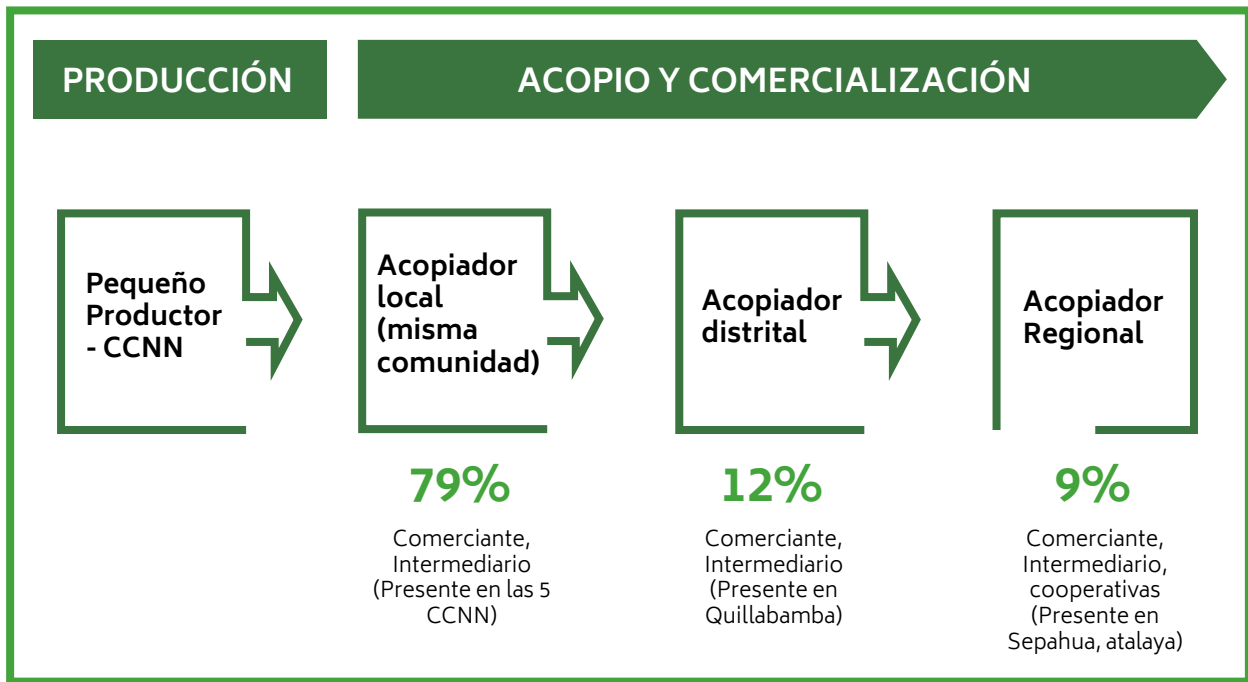 PRODUCCIÓN
ACOPIO Y COMERCIALIZACIÓN
Pequeño
Productor
- CCNN
Acopiador
local
(misma
comunidad)
Acopiador
distrital
Acopiador
Regional
79%
Comerciante,
Intermediario
(Presente en las 5
CCNN)
12%
Comerciante,
Intermediario
(Presente en
Quillabamba)
9%
Comerciante,
Intermediario,
cooperativas
(Presente en
Sepahua, atalaya)